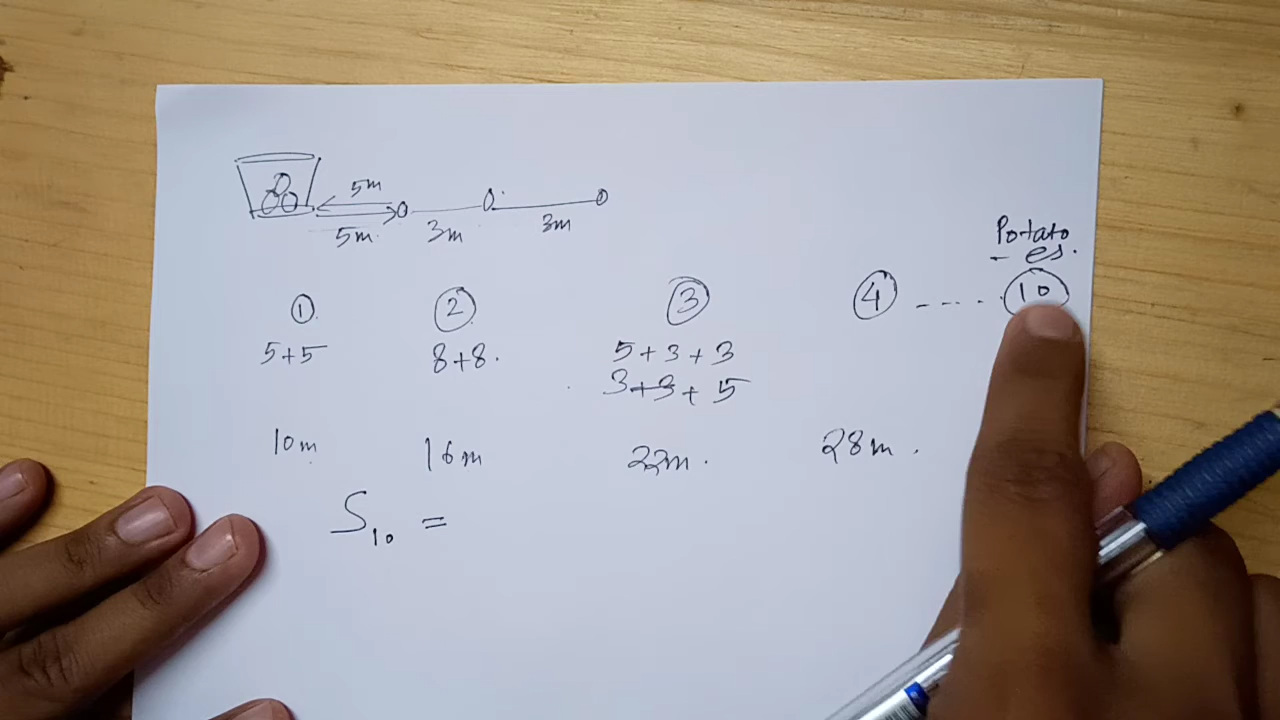 5m
5m. 3m 3m
Potato
- es.
① ② ③ ④ ---- ⑩
5+5 8+8. 5+3+3
3+3+5
10m 16m 22m. 28m.
S₁₀ =